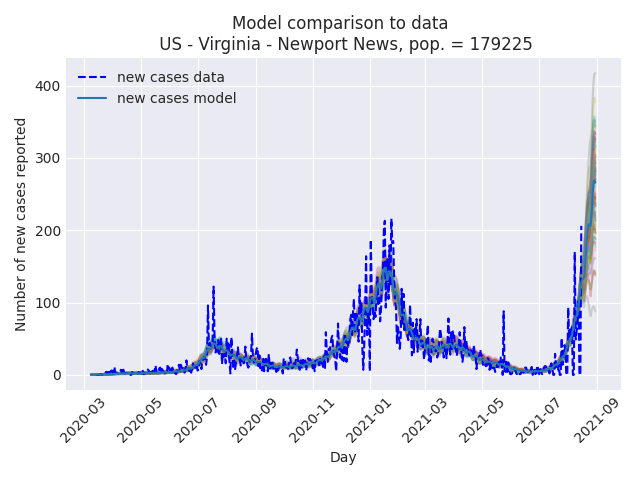 Model comparison to data
US - Virginia - Newport News, pop. = 179225
new cases data
new cases model
Number of new cases reported
400
300
200
100
0
2020-03
2020-05
2020-07
2020-09
2020-11
2021-01
2021-03
2021-05
2021-07
2021-09
Day